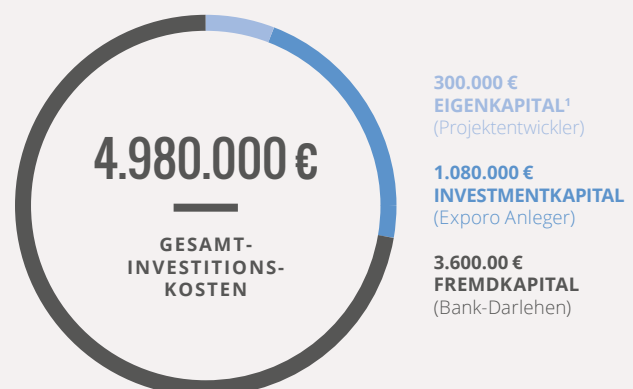 4.980.000 €
GESAMT-
INVESTITIONS-
KOSTEN
300.000 €
EIGENKAPITAL¹
(Projektentwickler)
1.080.000 €
INVESTMENTKAPITAL
(Exporo Anleger)
3.600.00 €
FREMDKAPITAL
(Bank-Darlehen)